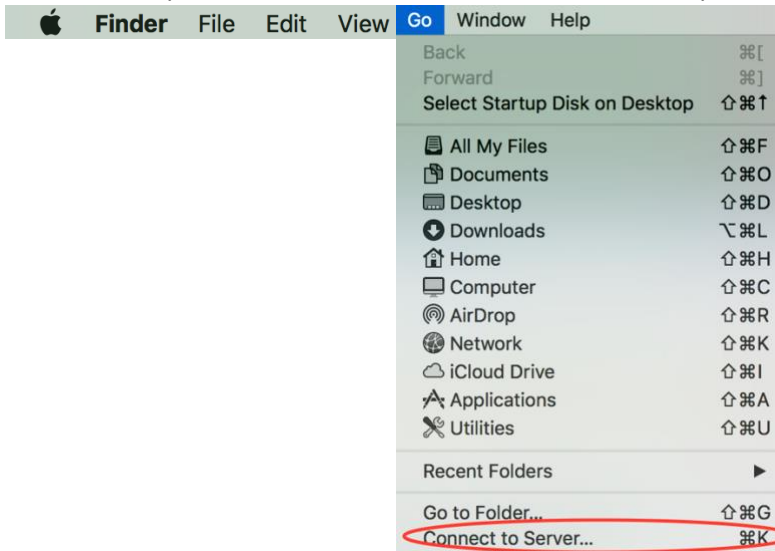 Finder File Edit View Go Window Help
Back ⌘[
Forward ⌘]
Select Startup Disk on Desktop ⇧⌘↑
All My Files ⇧⌘F
Documents ⇧⌘O
Desktop ⇧⌘D
Downloads ⌥⌘L
Home ⇧⌘H
Computer ⇧⌘C
AirDrop ⇧⌘R
Network ⇧⌘K
iCloud Drive ⇧⌘I
Applications ⇧⌘A
Utilities ⇧⌘U
Recent Folders ▶
Go to Folder... ⇧⌘G
Connect to Server... ⌘K